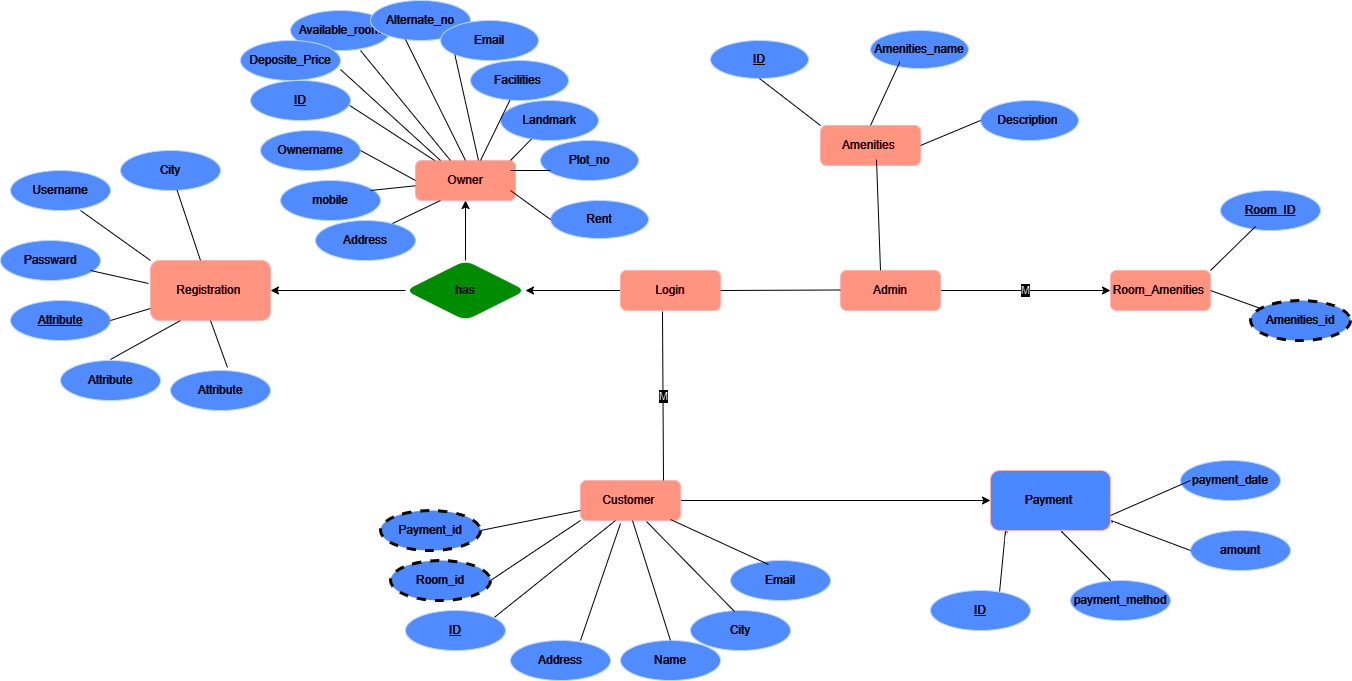 Alternate_no
Available_room
Email
Deposite_Price
Facilities
ID
Landmark
Ownername
Plot_no
Owner
mobile
Rent
Address
ID
Amenities_name
Description
Amenities
City
Username
Password
Registration
Attribute
Attribute
Attribute
has
Login
Admin
M
Room_Amenities
Room_ID
Amenities_id
M
Customer
Payment
payment_date
amount
payment_method
ID
Payment_id
Room_id
ID
Address
Name
City
Email